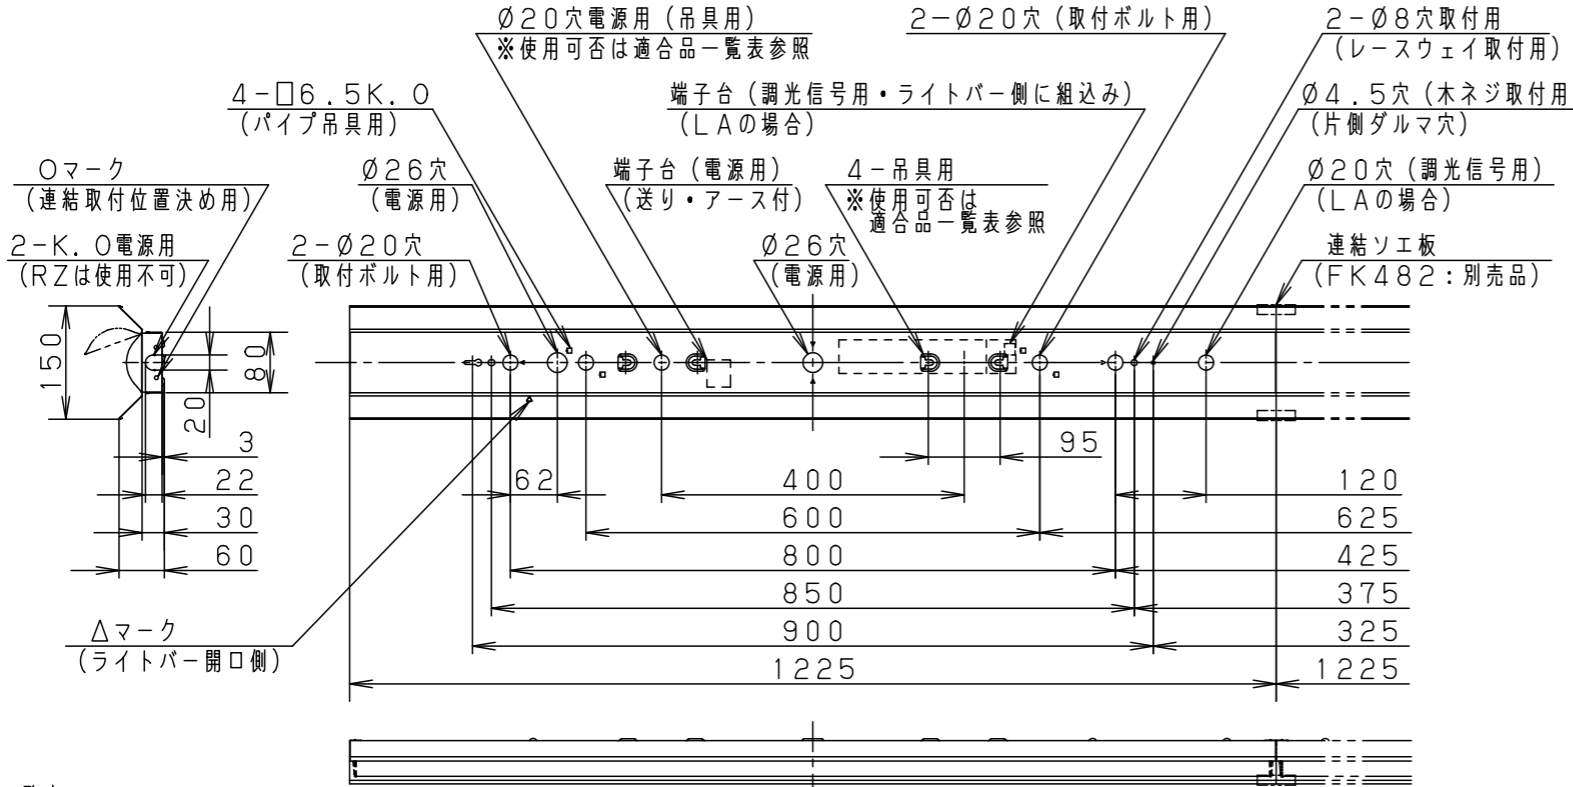 Ø20穴電源用(吊具用)
※使用可否は適合品一覧表参照
2-Ø20穴(取付ボルト用)
2-Ø8穴取付用
(レースウェイ取付用)
4-□6.5K.O
(パイプ吊具用)
端子台(調光信号用・ライトバー側に組込み)
(LAの場合)
Ø4.5穴(木ネジ取付用
(片側ダルマ穴)
Oマーク
(連結取付位置決め用)
Ø26穴
(電源用)
端子台(電源用)
(送り・アース付)
4-吊具用
※使用可否は
適合品一覧表参照
Ø20穴(調光信号用)
(LAの場合)
2-K.O電源用
(RZは使用不可)
2-Ø20穴
(取付ボルト用)
Ø26穴
(電源用)
連結ソエ板
(FK482:別売品)
150
80
20
3
22
30
60
95
62
400
120
600
625
800
425
850
375
900
325
1225
1225
Δマーク
(ライトバー開口側)